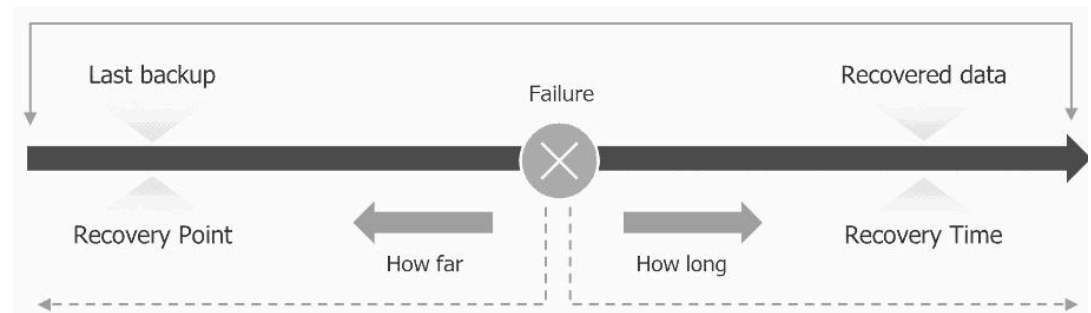 Last backup
Failure
Recovered data
Recovery Point
How far
How long
Recovery Time